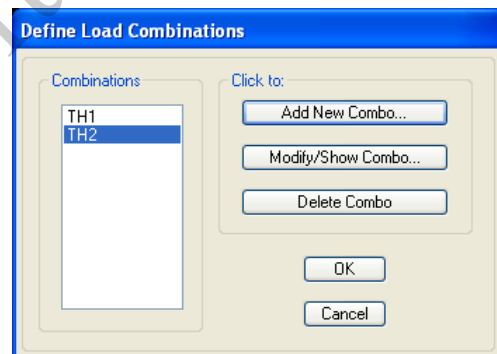 Define Load Combinations
Combinations
TH1
TH2
Click to:
Add New Combo...
Modify/Show Combo...
Delete Combo
OK
Cancel